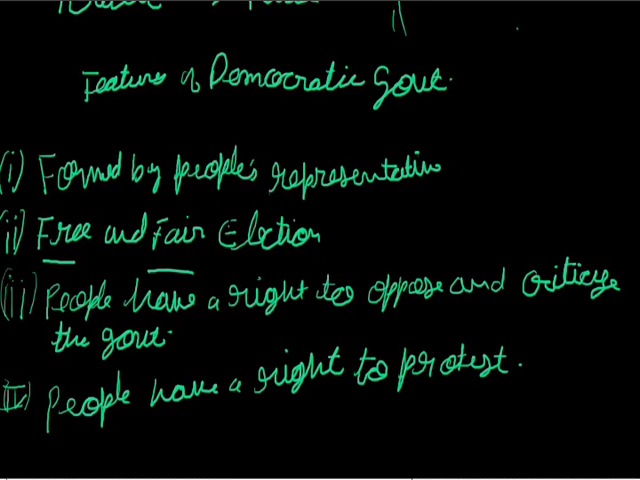 Features of Democratic Govt.
(i) Formed by people's representative
(ii) Free and Fair Election
(iii) People have a right to oppose and criticize
the govt.
IV) People have a right to protest.